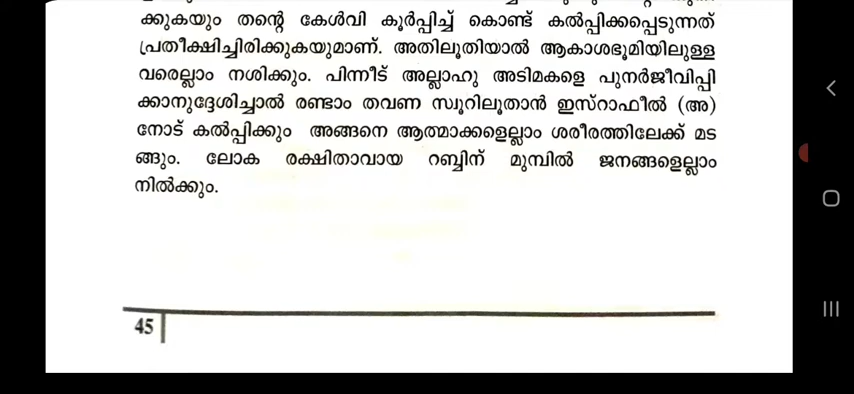 ക്കുകയും തന്റെ കേൾവി കൂർപ്പിച്ച് കൊണ്ട് കൽപ്പിക്കപ്പെടുന്നത്
പ്രതീക്ഷിച്ചിരിക്കുകയുമാണ്. അതിലൂതിയാൽ ആകാശഭൂമിയിലുള്ള
വരെല്ലാം നശിക്കും. പിന്നീട് അല്ലാഹു അടിമകളെ പുനർജീവിപ്പി
ക്കാനുദ്ദേശിച്ചാൽ രണ്ടാം തവണ സ്വൂറിലൂതാൻ ഇസ്റാഫീൽ (അ)
നോട് കൽപ്പിക്കും അങ്ങനെ ആത്മാക്കളെല്ലാം ശരീരത്തിലേക്ക് മട
ങ്ങും. ലോക രക്ഷിതാവായ റബ്ബിന് മുമ്പിൽ ജനങ്ങളെല്ലാം
നിൽക്കും.
45